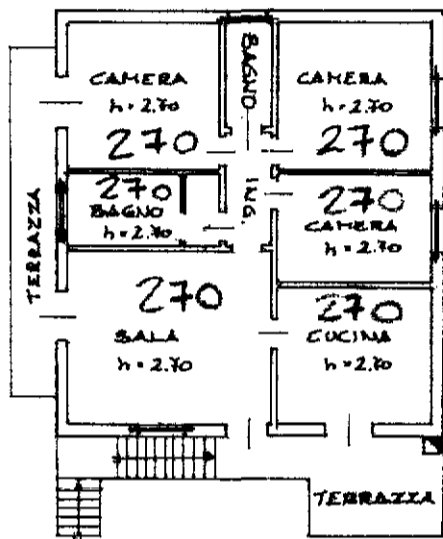 BAGNO
CAMERA
h = 2.70
270
CAMERA
h = 2.70
270
270
BAGNO
h = 2.70
ING.
270
CAMERA
h = 2.70
TERRAZZA
270
SALA
h = 2.70
270
CUCINA
h = 2.70
TERRAZZA